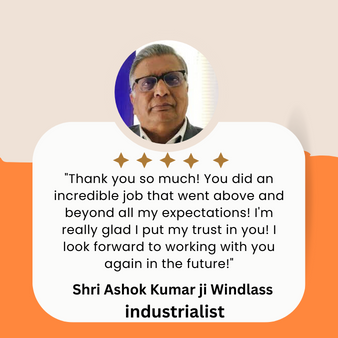 "Thank you so much! You did an
incredible job that went above and
beyond all my expectations! I'm
really glad I put my trust in you! I
look forward to working with you
again in the future!"
Shri Ashok Kumar ji Windlass
industrialist